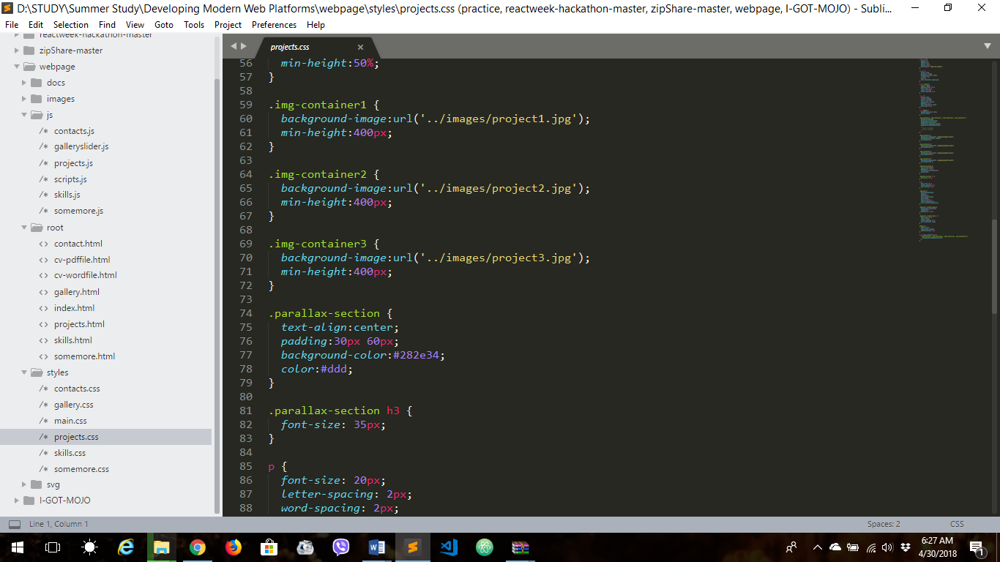 D:\STUDY\Summer Study\Developing Modern Web Platforms\webpage\styles\projects.css (practice, reactweek-hackathon-master, zipShare-master, webpage, I-GOT-MOJO) - Subli...
File Edit Selection Find View Goto Tools Project Preferences Help
reactweek-hackathon-master
zipShare-master
webpage
docs
images
js
/* contacts.js
/* galleryslider.js
/* projects.js
/* scripts.js
/* skills.js
/* somemore.js
root
<> contact.html
<> cv-pdffile.html
<> cv-wordfile.html
<> gallery.html
<> index.html
<> projects.html
<> skills.html
<> somemore.html
styles
/* contacts.css
/* gallery.css
/* main.css
/* projects.css
/* skills.css
/* somemore.css
svg
I-GOT-MOJO
projects.css
56 min-height:50%;
57 }
58
59 .img-container1 {
60 background-image:url('../images/project1.jpg');
61 min-height:400px;
62 }
63
64 .img-container2 {
65 background-image:url('../images/project2.jpg');
66 min-height:400px;
67 }
68
69 .img-container3 {
70 background-image:url('../images/project3.jpg');
71 min-height:400px;
72 }
73
74 .parallax-section {
75 text-align:center;
76 padding:30px 60px;
77 background-color:#282e34;
78 color:#ddd;
79 }
80
81 .parallax-section h3 {
82 font-size: 35px;
83 }
84
85 p {
86 font-size: 20px;
87 letter-spacing: 2px;
88 word-spacing: 2px;
Line 1, Column 1 Spaces: 2 CSS
6:27 AM
4/30/2018
1